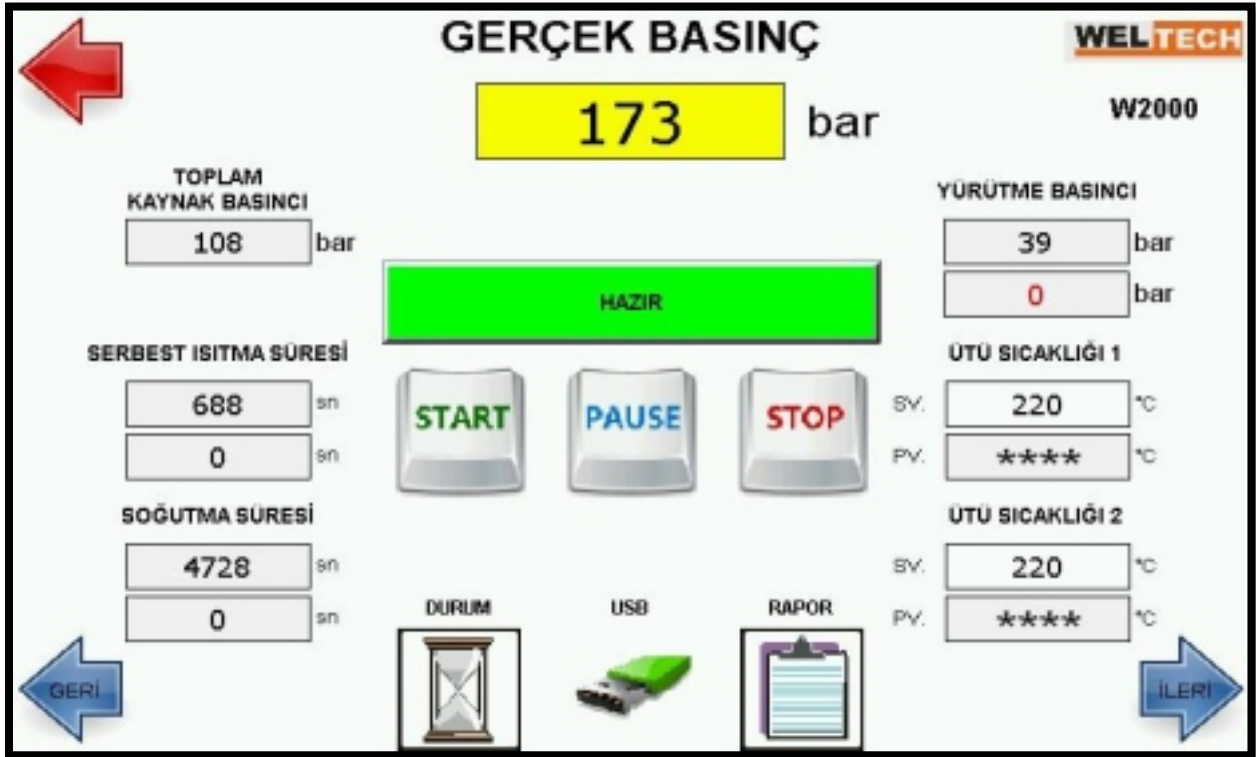 GERÇEK BASINÇ
WELTECH
173 bar
W2000
TOPLAM
KAYNAK BASINCI
108 bar
YÜRÜTME BASINCI
39 bar
0 bar
HAZIR
SERBEST ISITMA SÜRESİ
688 sn
0 sn
START
PAUSE
STOP
ÜTÜ SICAKLIĞI 1
SV. 220 °C
PV. **** °C
SOĞUTMA SÜRESİ
4728 sn
0 sn
ÜTÜ SICAKLIĞI 2
SV. 220 °C
PV. **** °C
DURUM
USB
RAPOR
GERİ
İLERİ